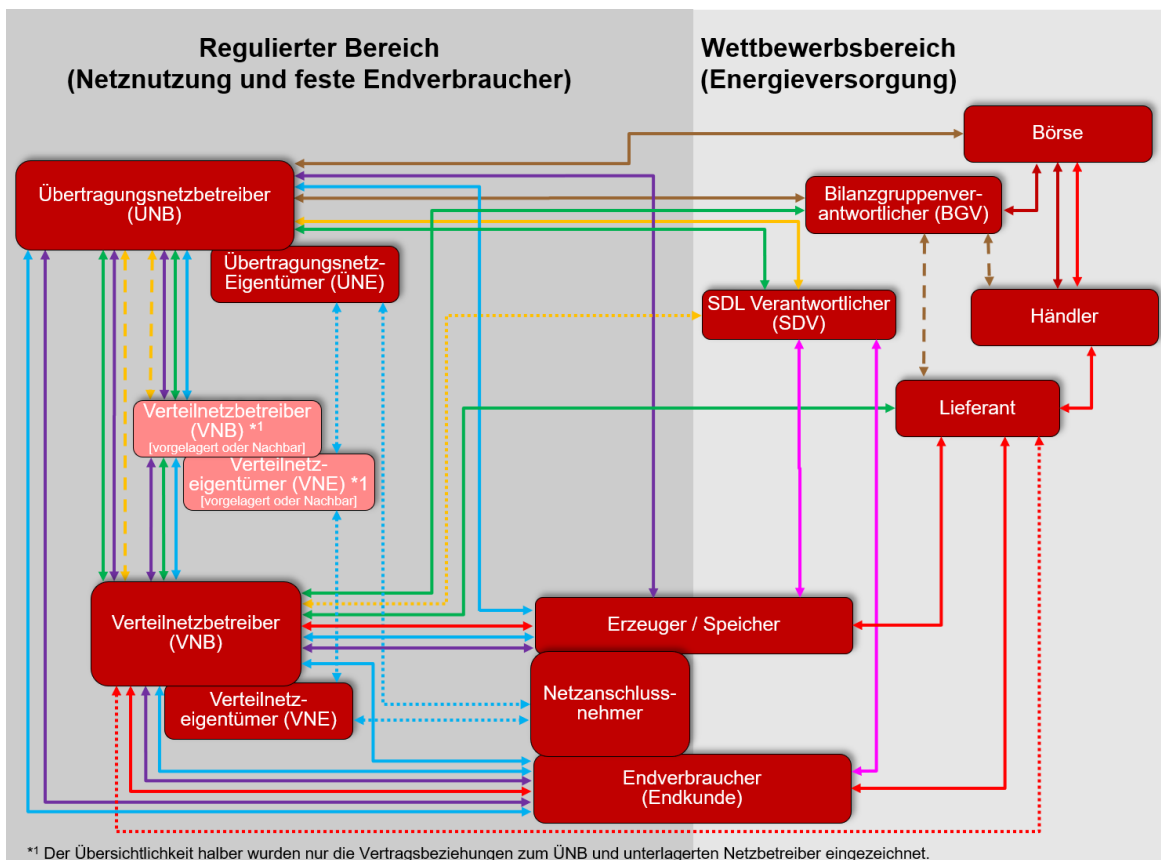 Regulierter Bereich
(Netznutzung und feste Endverbraucher)
Wettbewerbsbereich
(Energieversorgung)
Börse
Übertragungsnetzbetreiber
(ÜNB)
Bilanzgruppenver-
antwortlicher (BGV)
Übertragungsnetz-
Eigentümer (ÜNE)
SDL Verantwortlicher
(SDV)
Händler
Lieferant
Verteilnetzbetreiber
(VNB) *1
[vorgelagert oder Nachbar]
Verteilnetz-
eigentümer (VNE) *1
[vorgelagert oder Nachbar]
Verteilnetzbetreiber
(VNB)
Erzeuger / Speicher
Verteilnetz-
eigentümer (VNE)
Netzanschluss-
nehmer
Endverbraucher
(Endkunde)
*1 Der Übersichtlichkeit halber wurden nur die Vertragsbeziehungen zum ÜNB und unterlagerten Netzbetreiber eingezeichnet.